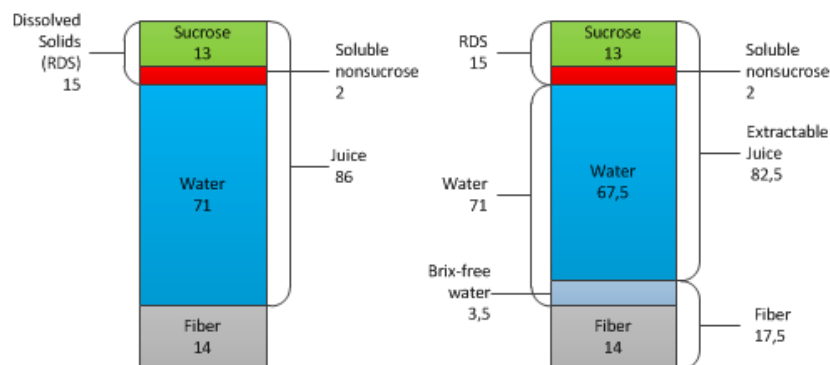 Dissolved
Solids
(RDS)
15
Sucrose
13
Soluble
nonsucrose
2
Juice
86
Water
71
Fiber
14
RDS
15
Sucrose
13
Soluble
nonsucrose
2
Extractable
Juice
82,5
Water
67,5
Water
71
Brix-free
water
3,5
Fiber
14
Fiber
17,5